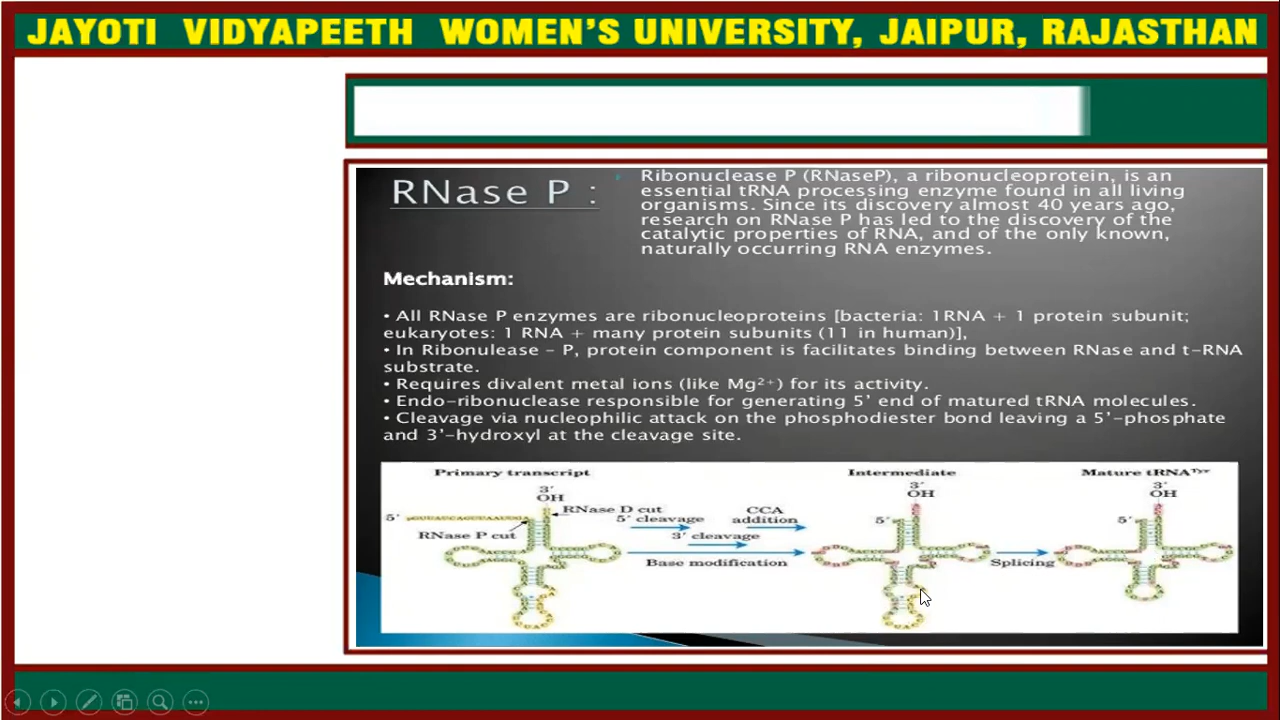 JAYOTI VIDYAPEETH WOMEN'S UNIVERSITY, JAIPUR, RAJASTHAN
RNase P :
Ribonuclease P (RNaseP), a ribonucleoprotein, is an
essential tRNA processing enzyme found in all living
organisms. Since its discovery almost 40 years ago,
research on RNase P has led to the discovery of the
catalytic properties of RNA, and of the only known,
naturally occurring RNA enzymes.
Mechanism:
• All RNase P enzymes are ribonucleoproteins [bacteria: 1RNA + 1 protein subunit;
eukaryotes: 1 RNA + many protein subunits (11 in human)],
• In Ribonulease – P, protein component is facilitates binding between RNase and t-RNA
substrate.
• Requires divalent metal ions (like Mg²⁺) for its activity.
• Endo-ribonuclease responsible for generating 5' end of matured tRNA molecules.
• Cleavage via nucleophilic attack on the phosphodiester bond leaving a 5'-phosphate
and 3'-hydroxyl at the cleavage site.
Primary transcript
Intermediate
Mature tRNATyr
3′
OH
3′
OH
3′
OH
RNase D cut
5′
RNase P cut
5′ cleavage
CCA
addition
3′ cleavage
Base modification
5′
Splicing
5′